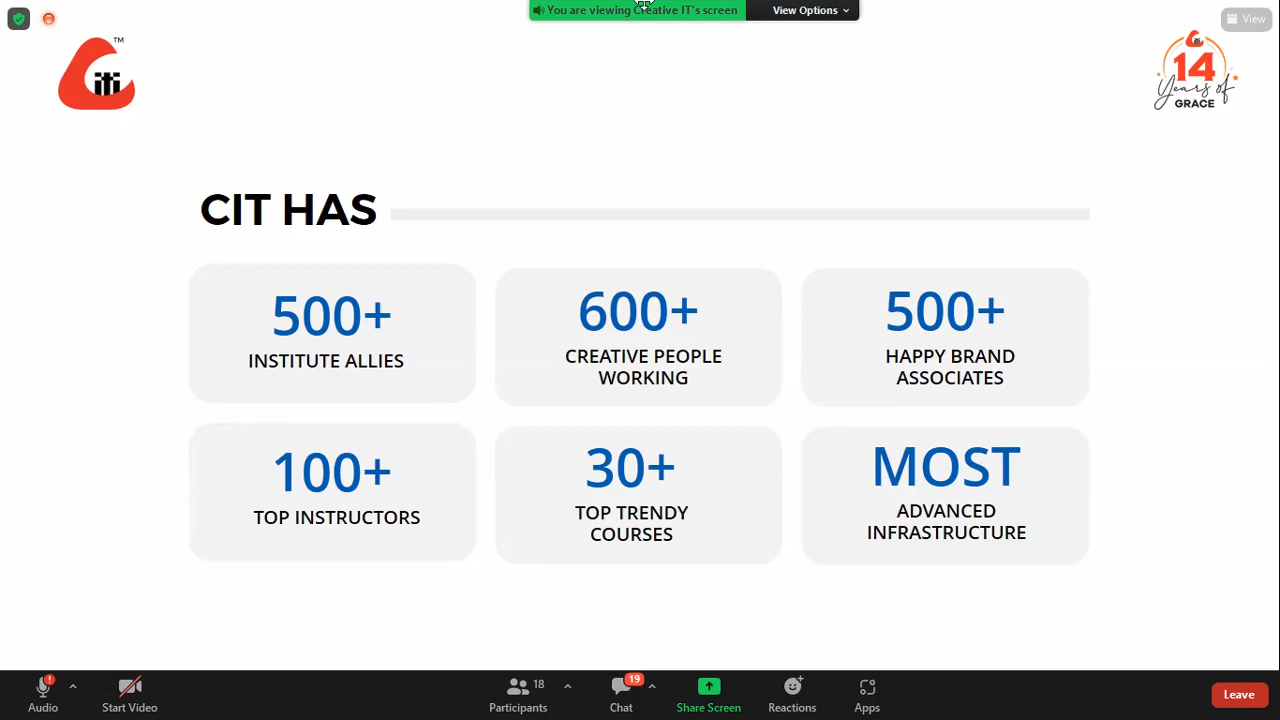 You are viewing Creative IT's screen
View Options
View
iti
TM
14
Years of
GRACE
CIT HAS
500+
INSTITUTE ALLIES
600+
CREATIVE PEOPLE
WORKING
500+
HAPPY BRAND
ASSOCIATES
100+
TOP INSTRUCTORS
30+
TOP TRENDY
COURSES
MOST
ADVANCED
INFRASTRUCTURE
Audio
Start Video
18
Participants
19
Chat
Share Screen
Reactions
Apps
Leave